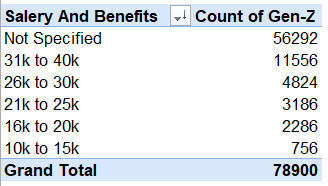 Salery And Benefits Count of Gen-Z
Not Specified 56292
31k to 40k 11556
26k to 30k 4824
21k to 25k 3186
16k to 20k 2286
10k to 15k 756
Grand Total 78900